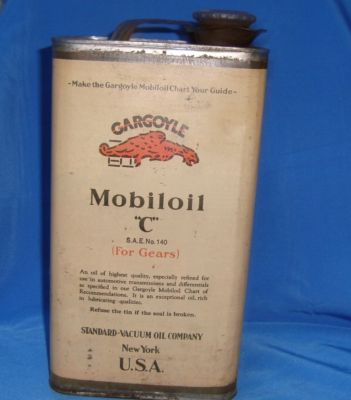 -Make the Gargoyle Mobiloil Chart Your Guide-
GARGOYLE
Mobiloil
"C"
S.A.E. No. 140
(For Gears)
An oil of highest quality, especially refined for
use in automotive transmissions and differentials
as specified in our Gargoyle Mobiloil Chart of
Recommendations. It is an exceptional oil, rich
in lubricating qualities.
Refuse the tin if the seal is broken.
STANDARD-VACUUM OIL COMPANY
New York
U.S.A.